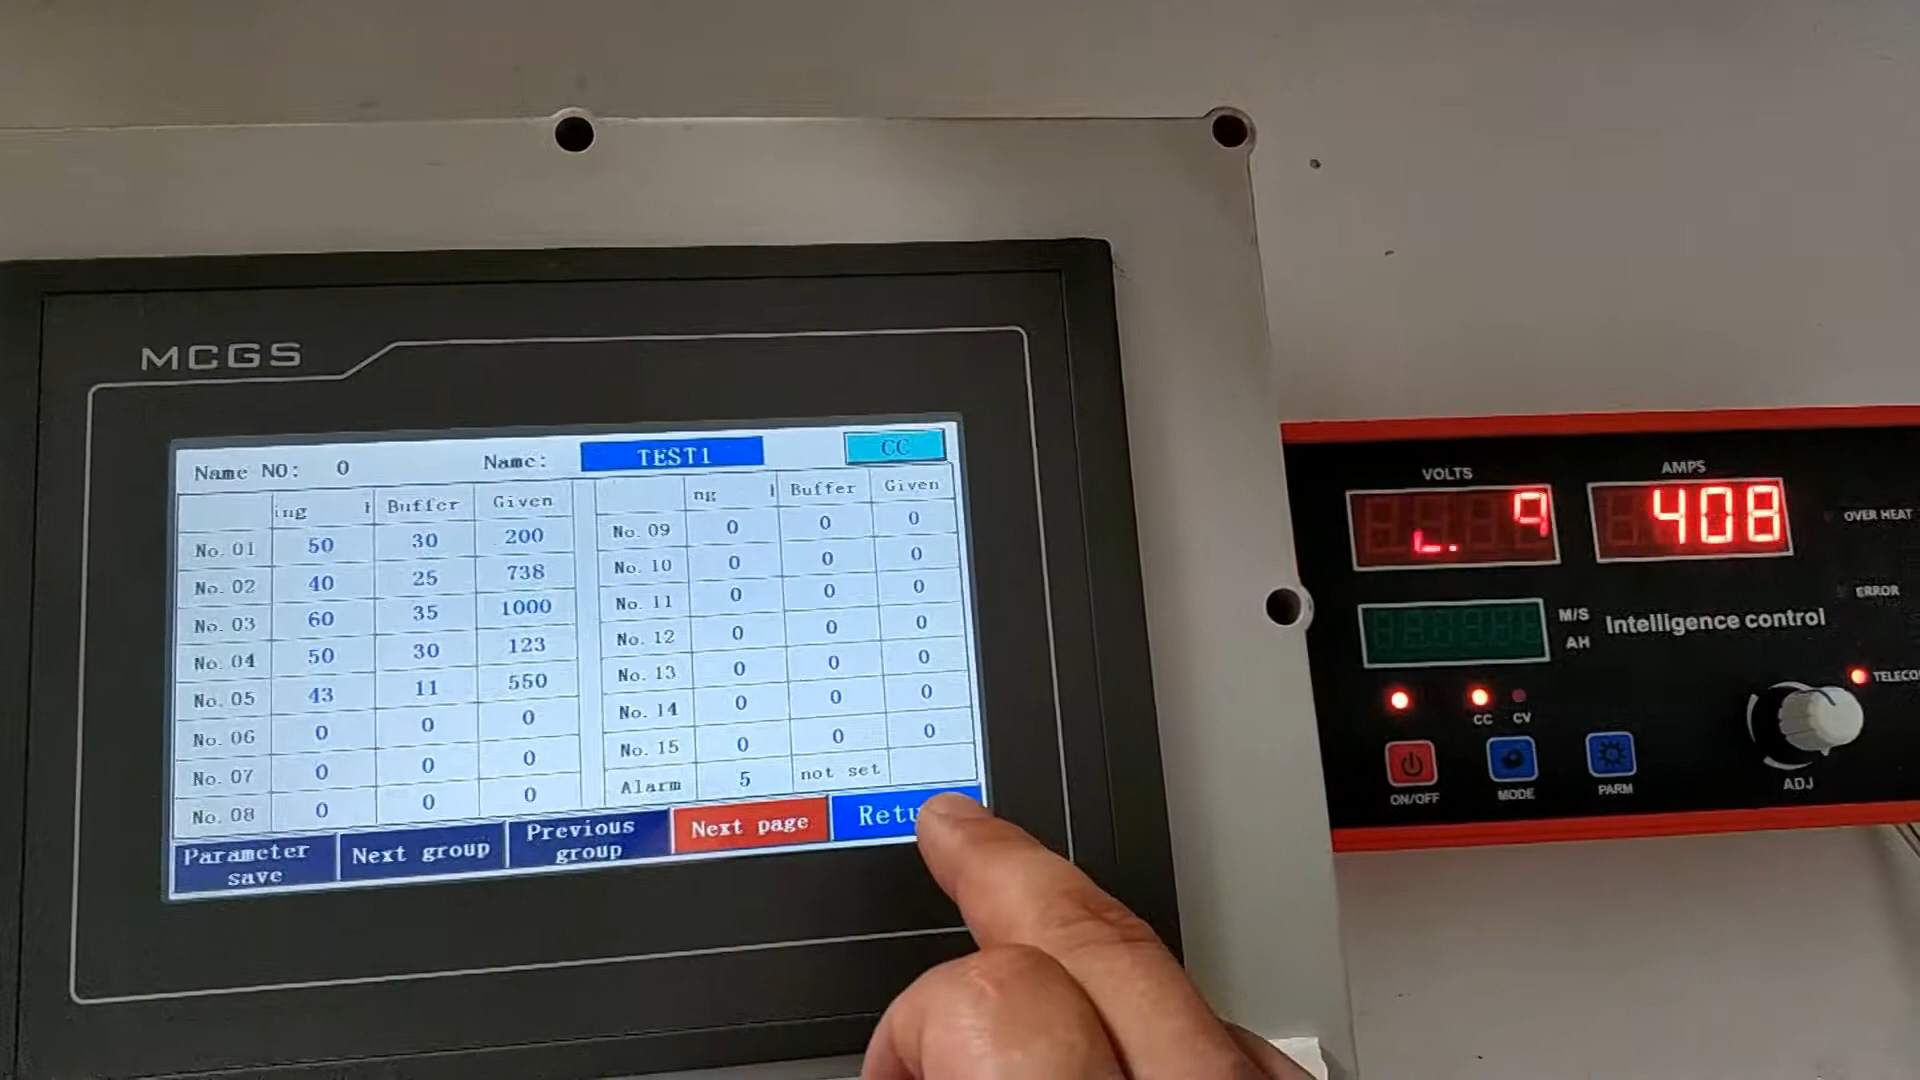 MCGS
Name NO: 0 Name: TEST1 CC
ing Buffer Given ng Buffer Given
No. 01 50 30 200 No. 09 0 0 0
No. 02 40 25 738 No. 10 0 0 0
No. 03 60 35 1000 No. 11 0 0 0
No. 04 50 30 123 No. 12 0 0 0
No. 05 43 11 550 No. 13 0 0 0
No. 06 0 0 0 No. 14 0 0 0
No. 07 0 0 0 No. 15 0 0 0
No. 08 0 0 0 Alarm 5 not set
Parameter save
Next group
Previous group
Next page
Retu
VOLTS AMPS
408
OVER HEAT
ERROR
M/S
AH
Intelligence control
TELECO
CC CV
ON/OFF MODE PARM ADJ